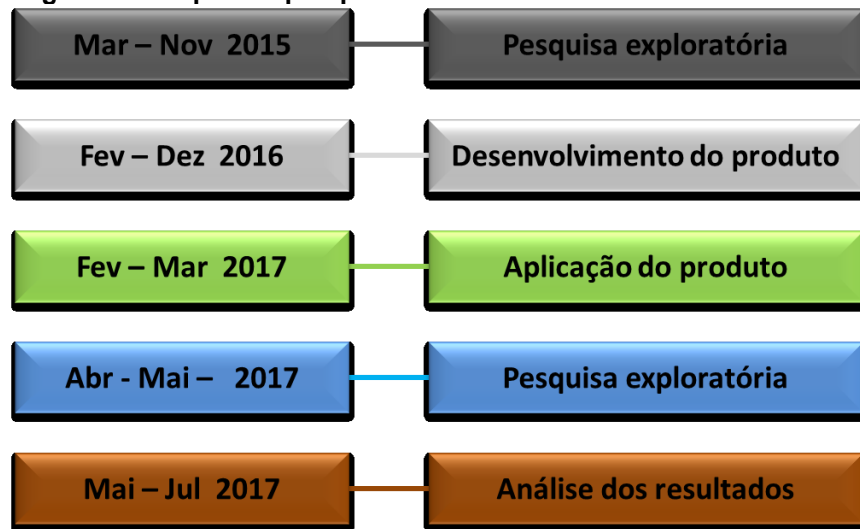 Mar – Nov 2015 Pesquisa exploratória
Fev – Dez 2016 Desenvolvimento do produto
Fev – Mar 2017 Aplicação do produto
Abr - Mai – 2017 Pesquisa exploratória
Mai – Jul 2017 Análise dos resultados